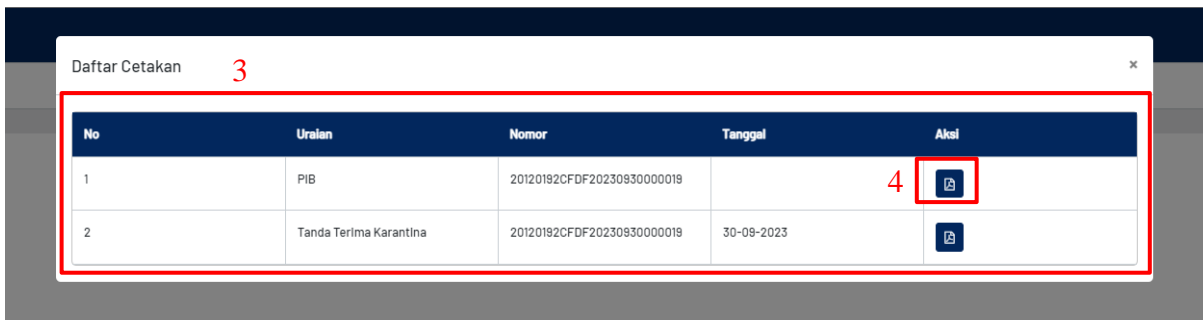 Daftar Cetakan 3 ×
No Uraian Nomor Tanggal Aksi
1 PIB 20120192CFDF20230930000019 4
2 Tanda Terima Karantina 20120192CFDF20230930000019 30-09-2023